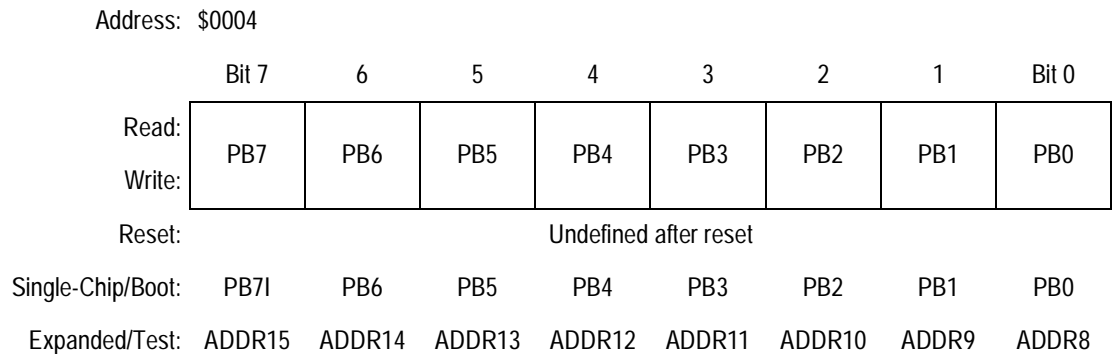 Address: $0004
Bit 7 6 5 4 3 2 1 Bit 0
Read:
PB7 PB6 PB5 PB4 PB3 PB2 PB1 PB0
Write:
Reset: Undefined after reset
Single-Chip/Boot: PB7I PB6 PB5 PB4 PB3 PB2 PB1 PB0
Expanded/Test: ADDR15 ADDR14 ADDR13 ADDR12 ADDR11 ADDR10 ADDR9 ADDR8